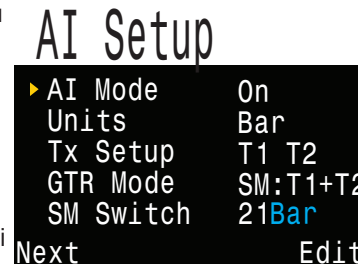 AI Setup
AI Mode On
Units Bar
Tx Setup T1 T2
GTR Mode SM:T1+T2
SM Switch 21Bar
Next Edit